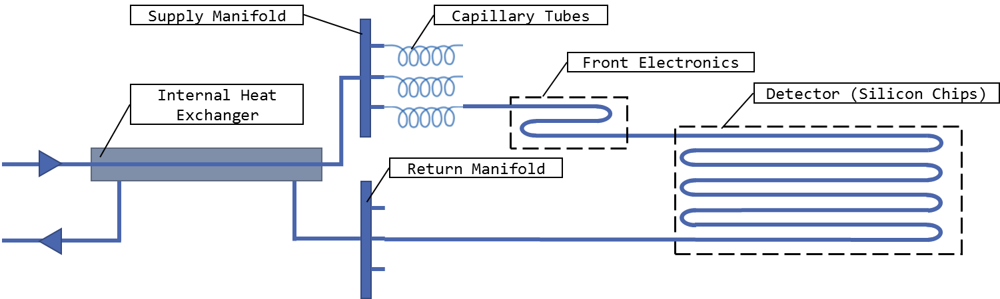 Supply Manifold
Capillary Tubes
Front Electronics
Detector (Silicon Chips)
Internal Heat
Exchanger
Return Manifold